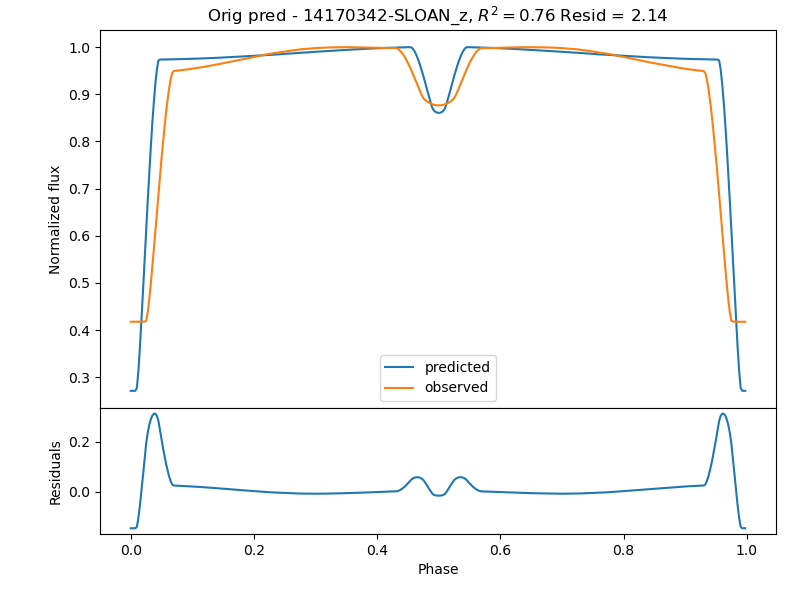 Orig pred - 14170342-SLOAN_z, $R^2 = 0.76$ Resid = 2.14
1.0
0.9
0.8
0.7
0.6
0.5
0.4
0.3
Normalized flux
predicted
observed
0.2
0.0
Residuals
0.0 0.2 0.4 0.6 0.8 1.0
Phase